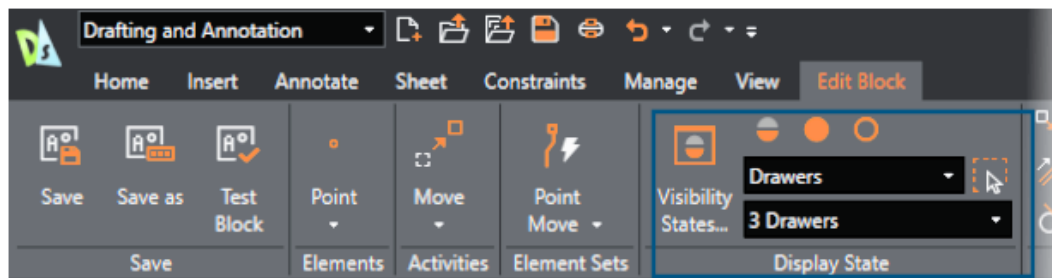 DS
Drafting and Annotation
Home Insert Annotate Sheet Constraints Manage View Edit Block
Drawers
Save Save as Test Block Point Move Point Move Visibility States...
3 Drawers
Save Elements Activities Element Sets Display State